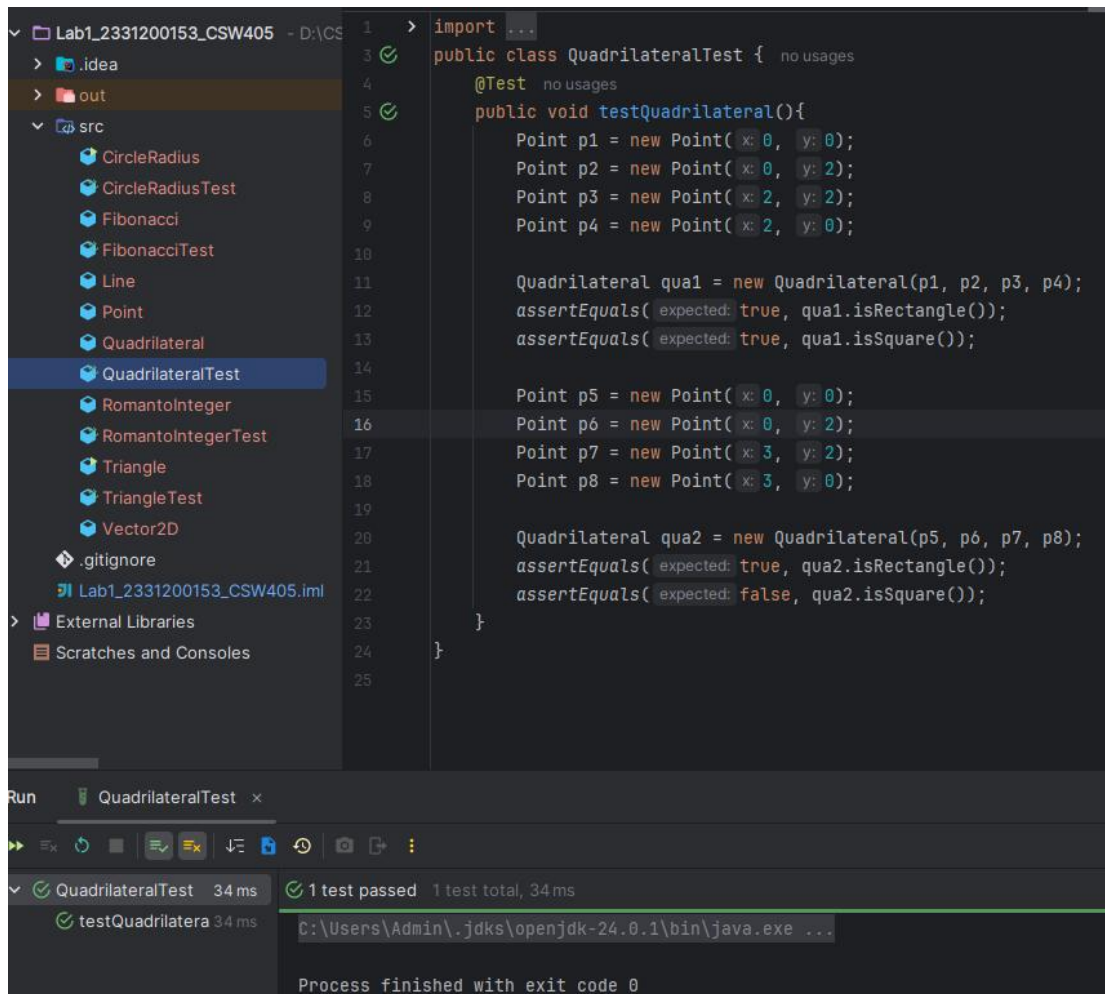 Lab1_2331200153_CSW405 - D:\CS
.idea
out
src
CircleRadius
CircleRadiusTest
Fibonacci
FibonacciTest
Line
Point
Quadrilateral
QuadrilateralTest
RomantoInteger
RomantoIntegerTest
Triangle
TriangleTest
Vector2D
.gitignore
Lab1_2331200153_CSW405.iml
External Libraries
Scratches and Consoles
1 import ...
3 public class QuadrilateralTest { no usages
4 @Test no usages
5 public void testQuadrilateral(){
6 Point p1 = new Point( x: 0, y: 0);
7 Point p2 = new Point( x: 0, y: 2);
8 Point p3 = new Point( x: 2, y: 2);
9 Point p4 = new Point( x: 2, y: 0);
10
11 Quadrilateral qua1 = new Quadrilateral(p1, p2, p3, p4);
12 assertEquals( expected: true, qua1.isRectangle());
13 assertEquals( expected: true, qua1.isSquare());
14
15 Point p5 = new Point( x: 0, y: 0);
16 Point p6 = new Point( x: 0, y: 2);
17 Point p7 = new Point( x: 3, y: 2);
18 Point p8 = new Point( x: 3, y: 0);
19
20 Quadrilateral qua2 = new Quadrilateral(p5, p6, p7, p8);
21 assertEquals( expected: true, qua2.isRectangle());
22 assertEquals( expected: false, qua2.isSquare());
23 }
24 }
25
Run QuadrilateralTest ×
QuadrilateralTest 34 ms
testQuadrilatera 34 ms
1 test passed 1 test total, 34 ms
C:\Users\Admin\.jdks\openjdk-24.0.1\bin\java.exe ...
Process finished with exit code 0